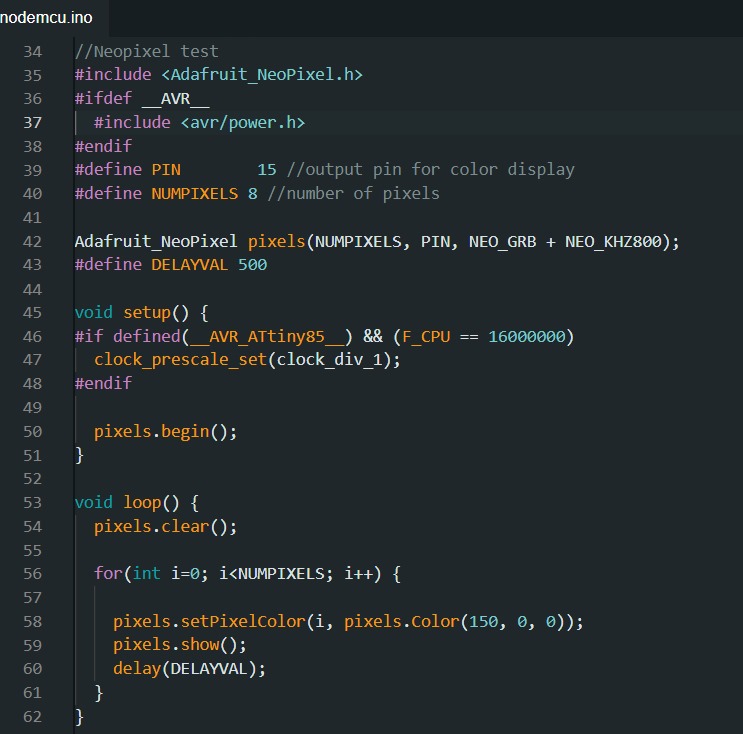 nodemcu.ino
34 //Neopixel test
35 #include <Adafruit_NeoPixel.h>
36 #ifdef __AVR__
37   #include <avr/power.h>
38 #endif
39 #define PIN        15 //output pin for color display
40 #define NUMPIXELS 8 //number of pixels
41
42 Adafruit_NeoPixel pixels(NUMPIXELS, PIN, NEO_GRB + NEO_KHZ800);
43 #define DELAYVAL 500
44
45 void setup() {
46 #if defined(__AVR_ATtiny85__) && (F_CPU == 16000000)
47   clock_prescale_set(clock_div_1);
48 #endif
49
50   pixels.begin();
51 }
52
53 void loop() {
54   pixels.clear();
55
56   for(int i=0; i<NUMPIXELS; i++) {
57
58     pixels.setPixelColor(i, pixels.Color(150, 0, 0));
59     pixels.show();
60     delay(DELAYVAL);
61   }
62 }